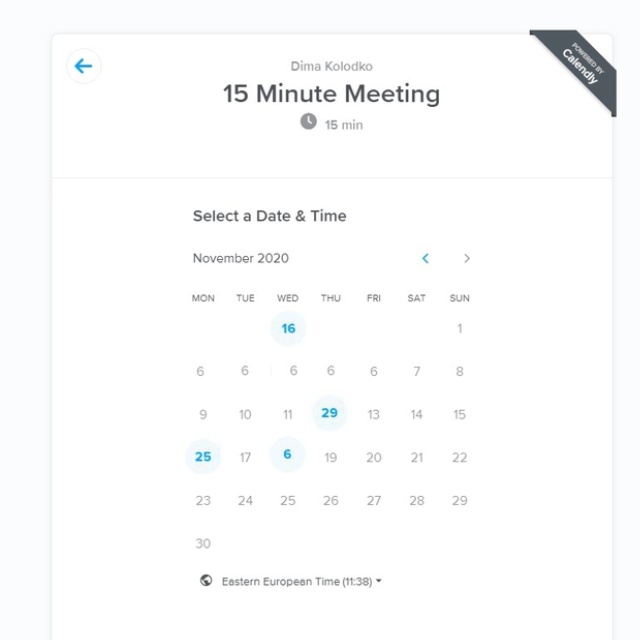 POWERED BY
Calendly
Dima Kolodko
15 Minute Meeting
15 min
Select a Date & Time
November 2020
MON TUE WED THU FRI SAT SUN
16 1
6 6 6 6 6 7 8
9 10 11 29 13 14 15
25 17 6 19 20 21 22
23 24 25 26 27 28 29
30
Eastern European Time (11:38)